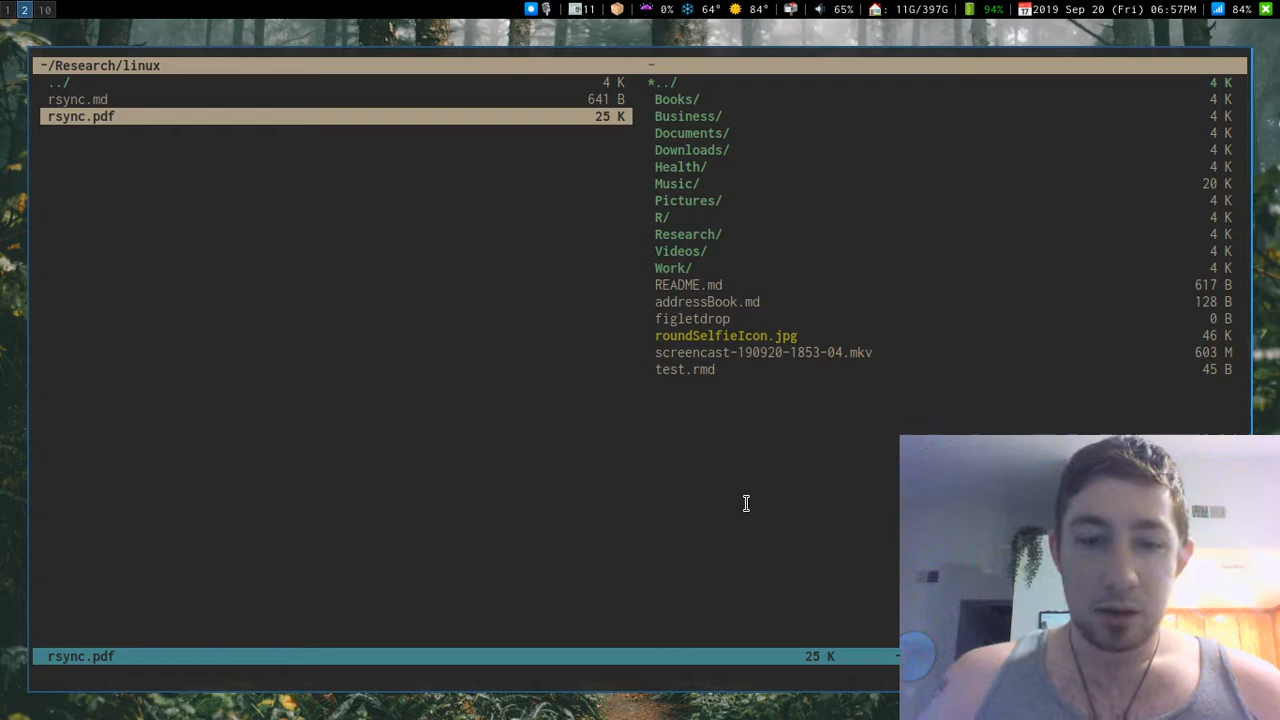 1 2 10 11 0% 64° 84° 65% : 11G/397G 94% 2019 Sep 20 (Fri) 06:57PM 84%
~/Research/linux ~
../ 4 K *../ 4 K
rsync.md 641 B Books/ 4 K
rsync.pdf 25 K Business/ 4 K
Documents/ 4 K
Downloads/ 4 K
Health/ 4 K
Music/ 20 K
Pictures/ 4 K
R/ 4 K
Research/ 4 K
Videos/ 4 K
Work/ 4 K
README.md 617 B
addressBook.md 128 B
figletdrop 0 B
roundSelfieIcon.jpg 46 K
screencast-190920-1853-04.mkv 603 M
test.rmd 45 B
rsync.pdf 25 K -